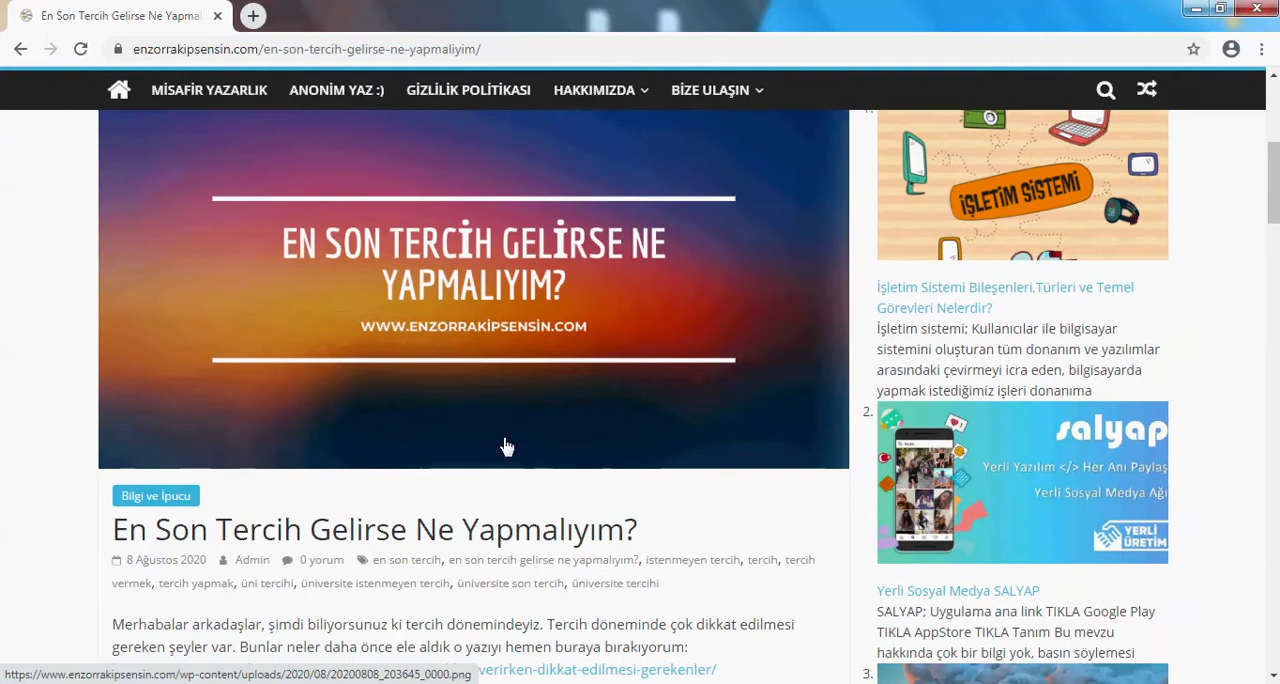 En Son Tercih Gelirse Ne Yapmal
enzorrakipsensin.com/en-son-tercih-gelirse-ne-yapmaliyim/
MİSAFİR YAZARLIK ANONİM YAZ :) GİZLİLİK POLİTİKASI HAKKIMIZDA BİZE ULAŞIN
EN SON TERCİH GELİRSE NE
YAPMALIYIM?
WWW.ENZORRAKIPSENSIN.COM
Bilgi ve İpucu
En Son Tercih Gelirse Ne Yapmalıyım?
8 Ağustos 2020 Admin 0 yorum en son tercih, en son tercih gelirse ne yapmalıyım?, istenmeyen tercih, tercih, tercih
vermek, tercih yapmak, üni tercihi, üniversite istenmeyen tercih, üniversite son tercih, üniversite tercihi
Merhabalar arkadaşlar, şimdi biliyorsunuz ki tercih dönemindeyiz. Tercih döneminde çok dikkat edilmesi
gereken şeyler var. Bunlar neler daha önce ele aldık o yazıyı hemen buraya bırakıyorum:
verirken-dikkat-edilmesi-gerekenler/
https://www.enzorrakipsensin.com/wp-content/uploads/2020/08/20200808_203645_0000.png
İŞLETİM SİSTEMİ
İşletim Sistemi Bileşenleri,Türleri ve Temel
Görevleri Nelerdir?
İşletim sistemi; Kullanıcılar ile bilgisayar
sistemini oluşturan tüm donanım ve yazılımlar
arasındaki çevirmeyi icra eden, bilgisayarda
yapmak istediğimiz işleri donanıma
2.
salyap
Yerli Yazılım </> Her Anı Paylaş
Yerli Sosyal Medya Ağı
YERLİ
ÜRETİM
Yerli Sosyal Medya SALYAP
SALYAP; Uygulama ana link TIKLA Google Play
TIKLA AppStore TIKLA Tanım Bu mevzu
hakkında çok bir bilgi yok, basın söylemesi
3.